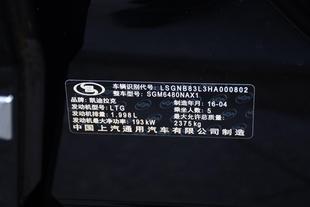 车辆识别代号: LSGNB83L3HA000802
整车型号: SGM6480NAX1
品牌: 凯迪拉克 制造年月: 16-04
发动机型号: LTG 乘坐人数: 5
发动机排量: 1.998L 最大允许总质量:
发动机最大净功率: 193 kW 2375kg
中国上汽通用汽车有限公司制造